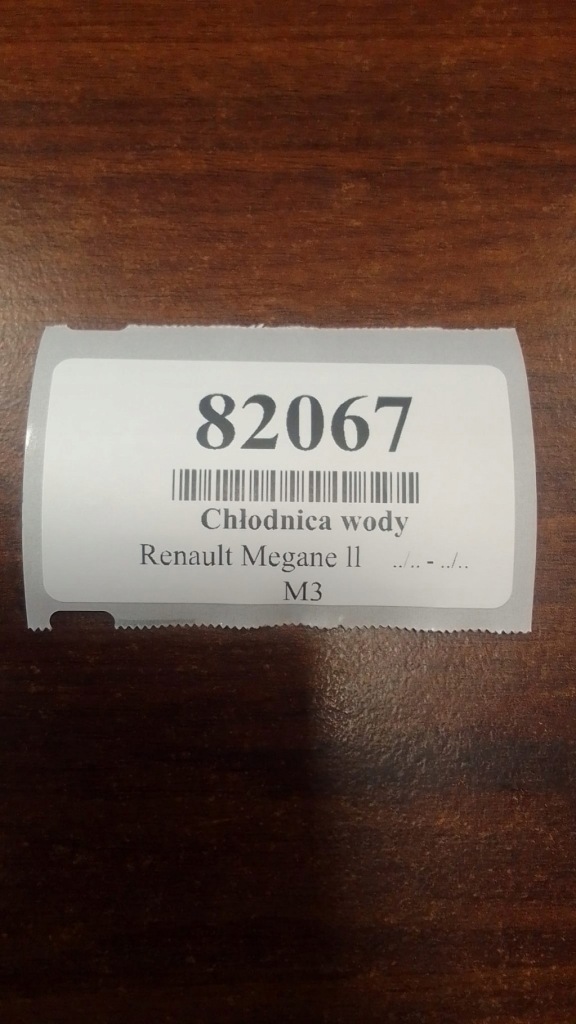 82067
Chłodnica wody
Renault Megane ll ../.. - ../..
M3